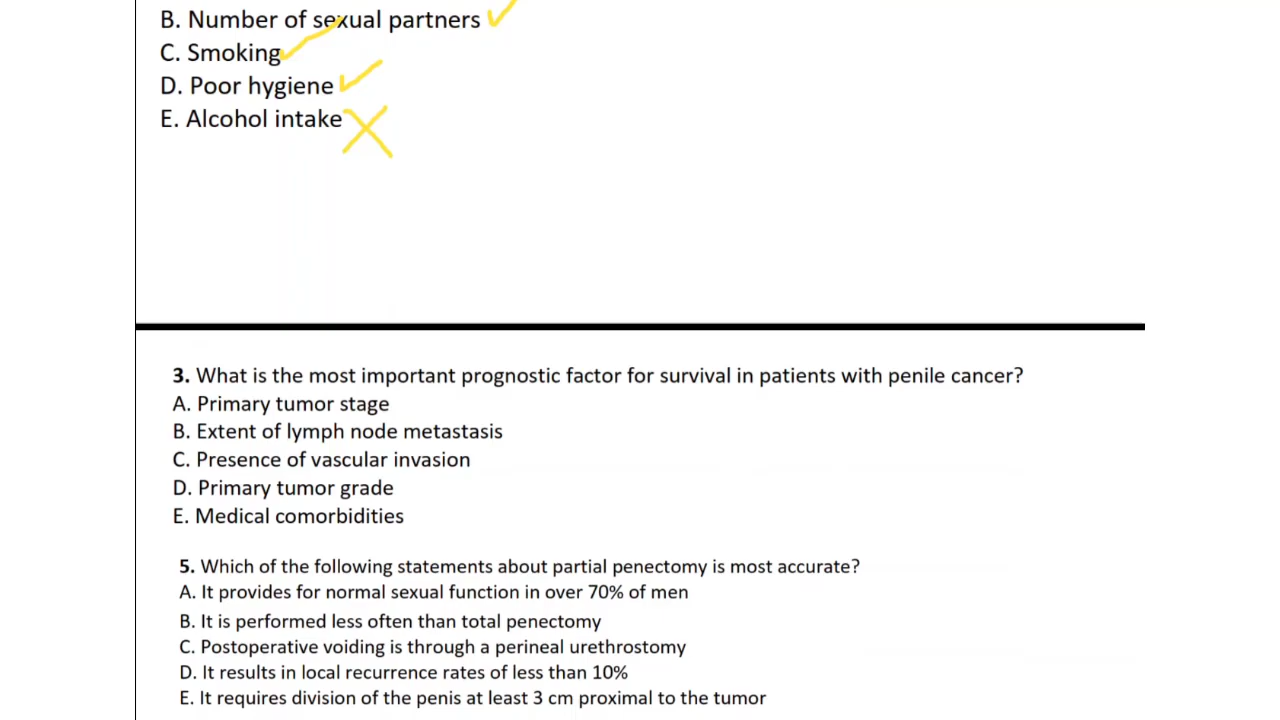 B. Number of sexual partners
C. Smoking
D. Poor hygiene
E. Alcohol intake
3. What is the most important prognostic factor for survival in patients with penile cancer?
A. Primary tumor stage
B. Extent of lymph node metastasis
C. Presence of vascular invasion
D. Primary tumor grade
E. Medical comorbidities
5. Which of the following statements about partial penectomy is most accurate?
A. It provides for normal sexual function in over 70% of men
B. It is performed less often than total penectomy
C. Postoperative voiding is through a perineal urethrostomy
D. It results in local recurrence rates of less than 10%
E. It requires division of the penis at least 3 cm proximal to the tumor